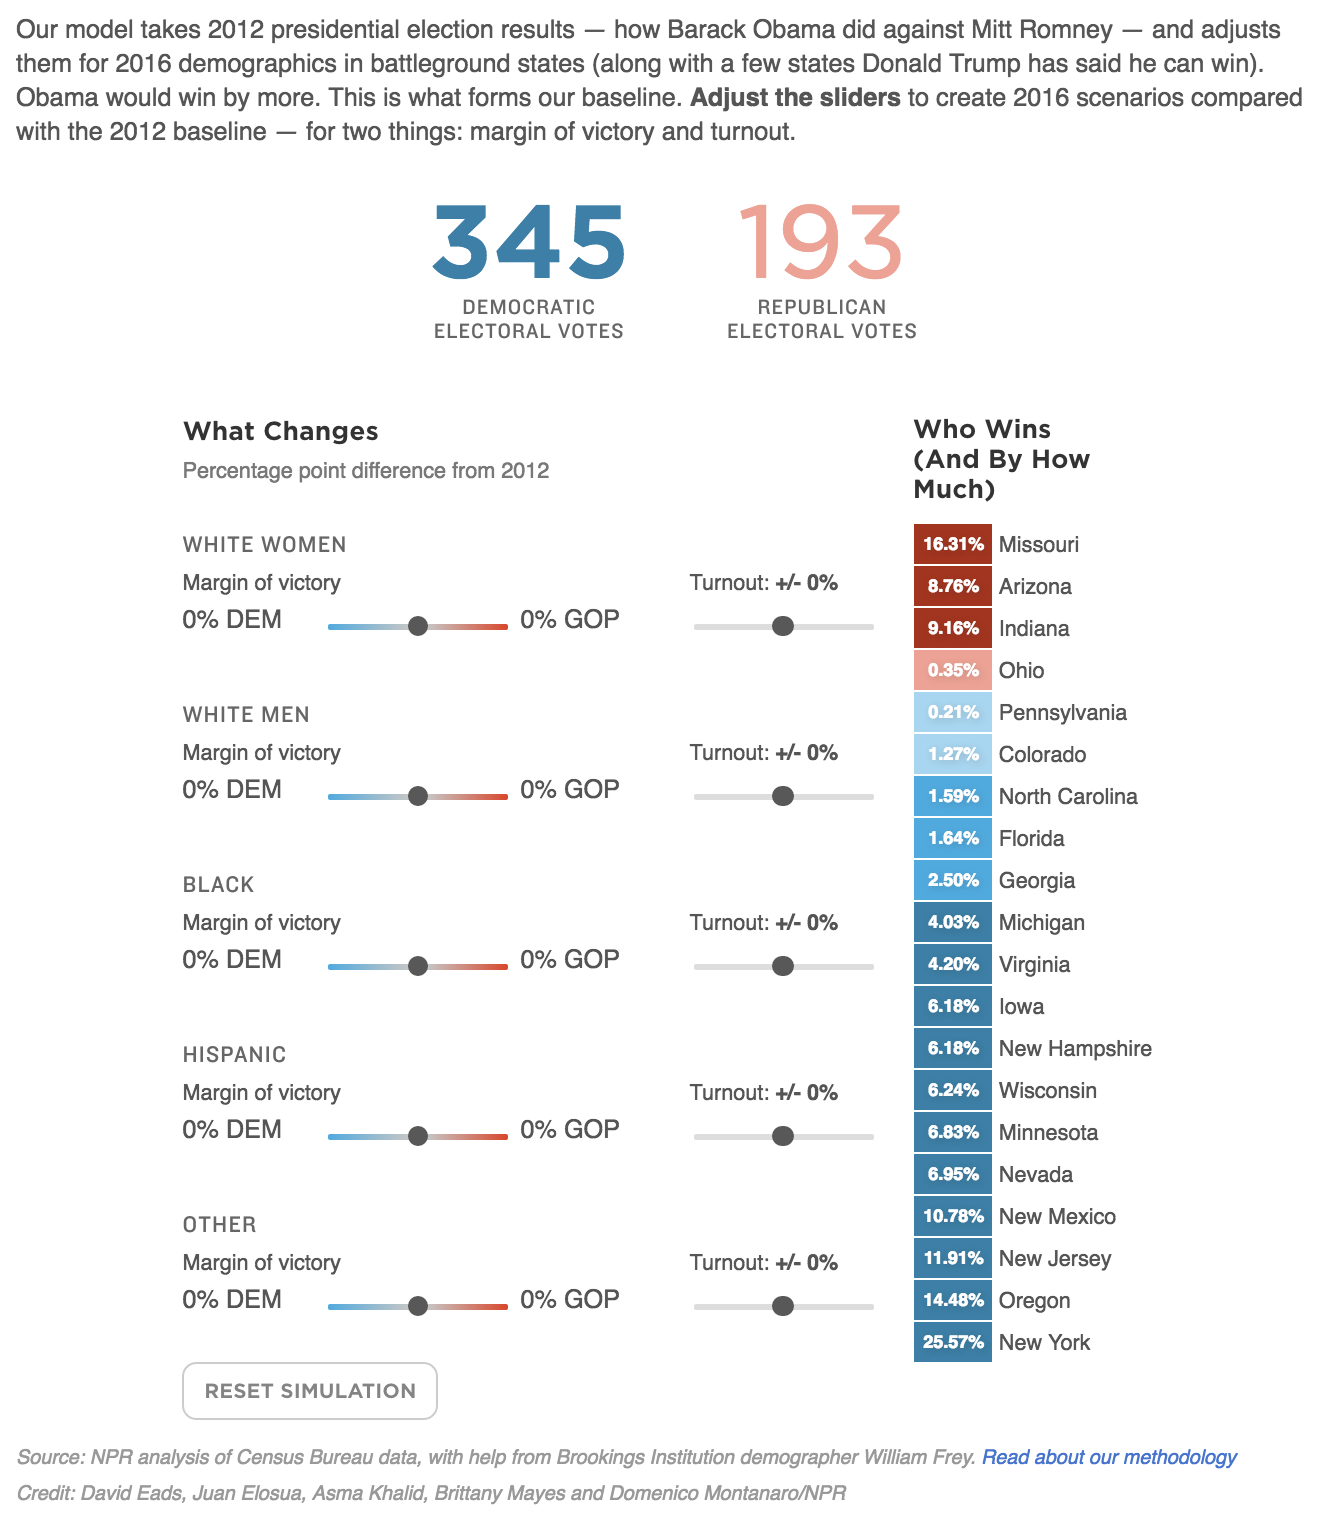 Our model takes 2012 presidential election results — how Barack Obama did against Mitt Romney — and adjusts
them for 2016 demographics in battleground states (along with a few states Donald Trump has said he can win).
Obama would win by more. This is what forms our baseline. Adjust the sliders to create 2016 scenarios compared
with the 2012 baseline — for two things: margin of victory and turnout.
345
DEMOCRATIC
ELECTORAL VOTES
193
REPUBLICAN
ELECTORAL VOTES
What Changes
Percentage point difference from 2012
WHITE WOMEN
Margin of victory
0% DEM
0% GOP
Turnout: +/- 0%
WHITE MEN
Margin of victory
0% DEM
0% GOP
Turnout: +/- 0%
BLACK
Margin of victory
0% DEM
0% GOP
Turnout: +/- 0%
HISPANIC
Margin of victory
0% DEM
0% GOP
Turnout: +/- 0%
OTHER
Margin of victory
0% DEM
0% GOP
Turnout: +/- 0%
RESET SIMULATION
Who Wins
(And By How
Much)
16.31% Missouri
8.76% Arizona
9.16% Indiana
0.35% Ohio
0.21% Pennsylvania
1.27% Colorado
1.59% North Carolina
1.64% Florida
2.50% Georgia
4.03% Michigan
4.20% Virginia
6.18% Iowa
6.18% New Hampshire
6.24% Wisconsin
6.83% Minnesota
6.95% Nevada
10.78% New Mexico
11.91% New Jersey
14.48% Oregon
25.57% New York
Source: NPR analysis of Census Bureau data, with help from Brookings Institution demographer William Frey. Read about our methodology
Credit: David Eads, Juan Elosua, Asma Khalid, Brittany Mayes and Domenico Montanaro/NPR